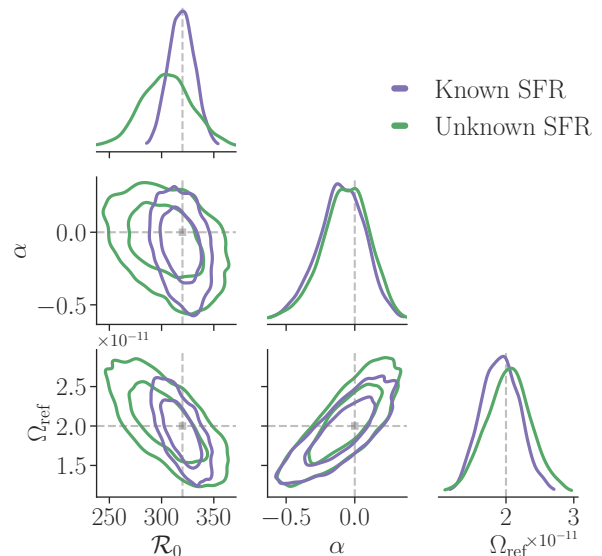 Known SFR
Unknown SFR
α
0.0
−0.5
×10⁻¹¹
Ω_ref
2.5
2.0
1.5
250 300 350
−0.5 0.0
2 3
R₀
α
Ω_ref ×10⁻¹¹